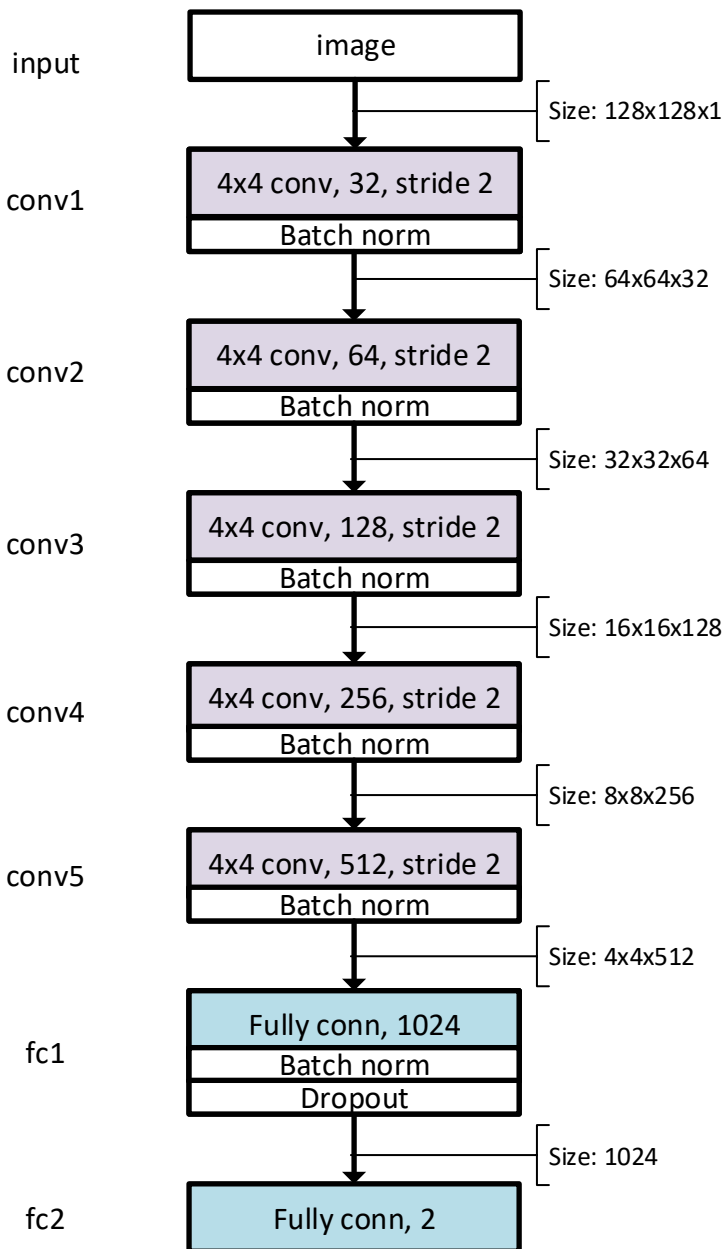 input
image
Size: 128x128x1
conv1
4x4 conv, 32, stride 2
Batch norm
Size: 64x64x32
conv2
4x4 conv, 64, stride 2
Batch norm
Size: 32x32x64
conv3
4x4 conv, 128, stride 2
Batch norm
Size: 16x16x128
conv4
4x4 conv, 256, stride 2
Batch norm
Size: 8x8x256
conv5
4x4 conv, 512, stride 2
Batch norm
Size: 4x4x512
fc1
Fully conn, 1024
Batch norm
Dropout
Size: 1024
fc2
Fully conn, 2